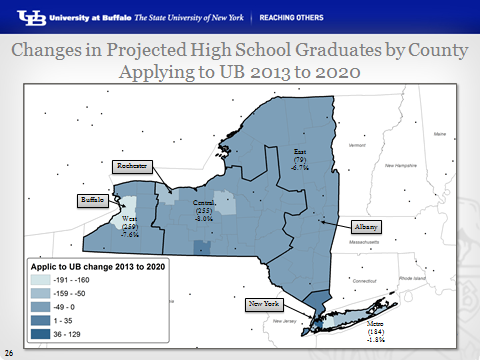 UB University at Buffalo The State University of New York | REACHING OTHERS
Changes in Projected High School Graduates by County
Applying to UB 2013 to 2020
Maine
East
(79)
-6.7%
Vermont
Rochester
New Hampshire
Buffalo
Central
(255)
-8.0%
West
(259)
-7.6%
Albany
Massachusetts
Applic to UB change 2013 to 2020
-191 - -160
-159 - -50
-49 - 0
1 - 35
36 - 129
Connecticut
Rhode Island
New York
New Jersey
Metro
(184)
-1.8%
26